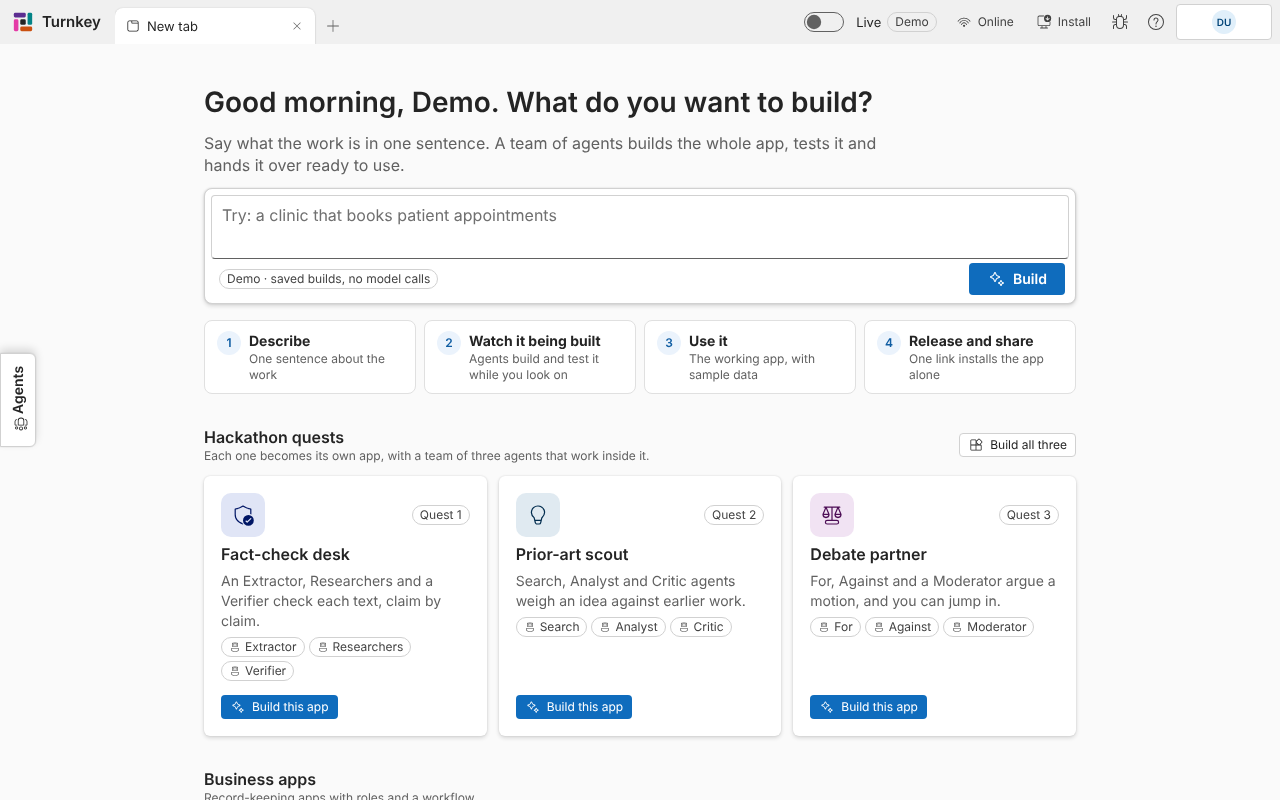 Turnkey
New tab
Live
Demo
Online
Install
DU
Good morning, Demo. What do you want to build?
Say what the work is in one sentence. A team of agents builds the whole app, tests it and
hands it over ready to use.
Try: a clinic that books patient appointments
Demo · saved builds, no model calls
Build
1
Describe
One sentence about the
work
2
Watch it being built
Agents build and test it
while you look on
3
Use it
The working app, with
sample data
4
Release and share
One link installs the app
alone
Agents
Hackathon quests
Each one becomes its own app, with a team of three agents that work inside it.
Build all three
Quest 1
Fact-check desk
An Extractor, Researchers and a
Verifier check each text, claim by
claim.
Extractor
Researchers
Verifier
Build this app
Quest 2
Prior-art scout
Search, Analyst and Critic agents
weigh an idea against earlier work.
Search
Analyst
Critic
Build this app
Quest 3
Debate partner
For, Against and a Moderator argue a
motion, and you can jump in.
For
Against
Moderator
Build this app
Business apps
Record-keeping apps with roles and a workflow